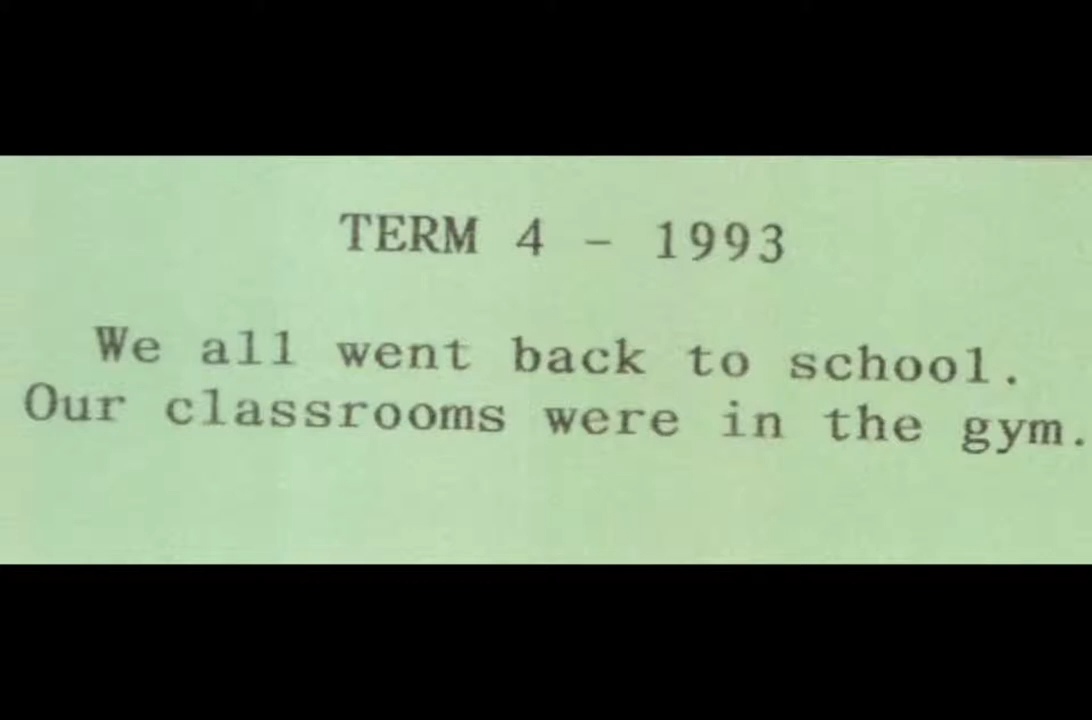 TERM 4 - 1993
We all went back to school.
Our classrooms were in the gym.